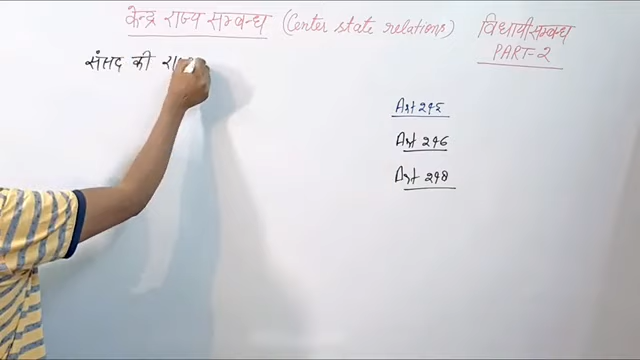 केन्द्र राज्य सम्बन्ध (Center state relations)
विधायी सम्बन्ध
PART-2
संसद की
Art 245
Art 246
Art 248